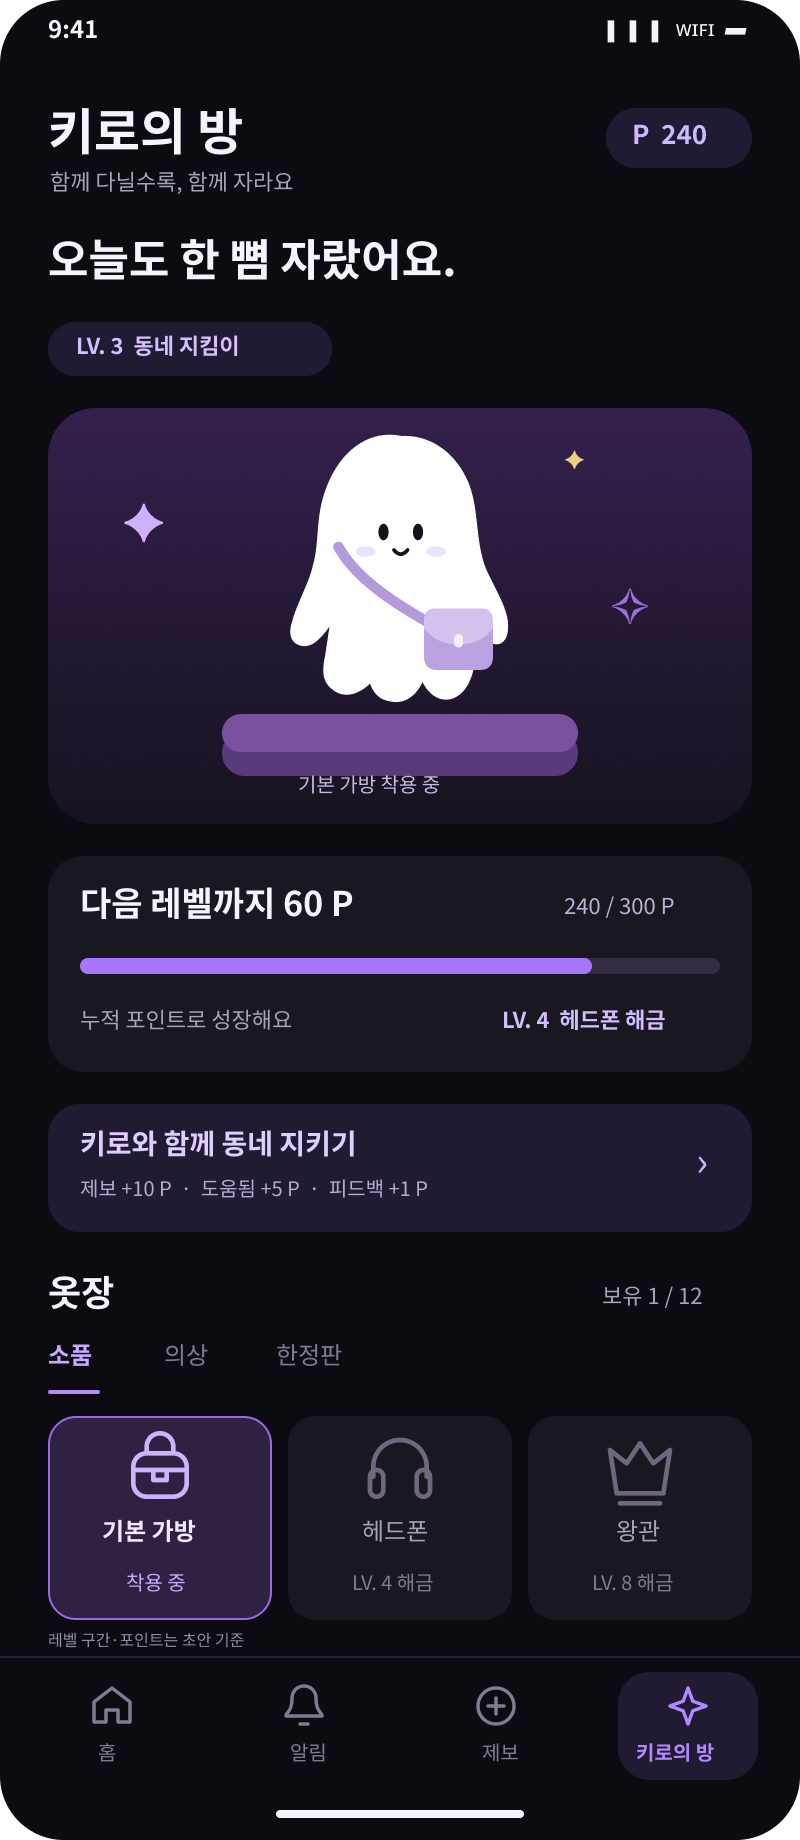 9:41
WIFI
키로의 방
P 240
함께 다닐수록, 함께 자라요
오늘도 한 뼘 자랐어요.
LV. 3 동네 지킴이
기본 가방 착용 중
다음 레벨까지 60 P
240 / 300 P
누적 포인트로 성장해요
LV. 4 헤드폰 해금
키로와 함께 동네 지키기
제보 +10 P · 도움됨 +5 P · 피드백 +1 P
옷장
보유 1 / 12
소품 의상 한정판
기본 가방 헤드폰 왕관
착용 중 LV. 4 해금 LV. 8 해금
레벨 구간·포인트는 초안 기준
홈 알림 제보 키로의 방